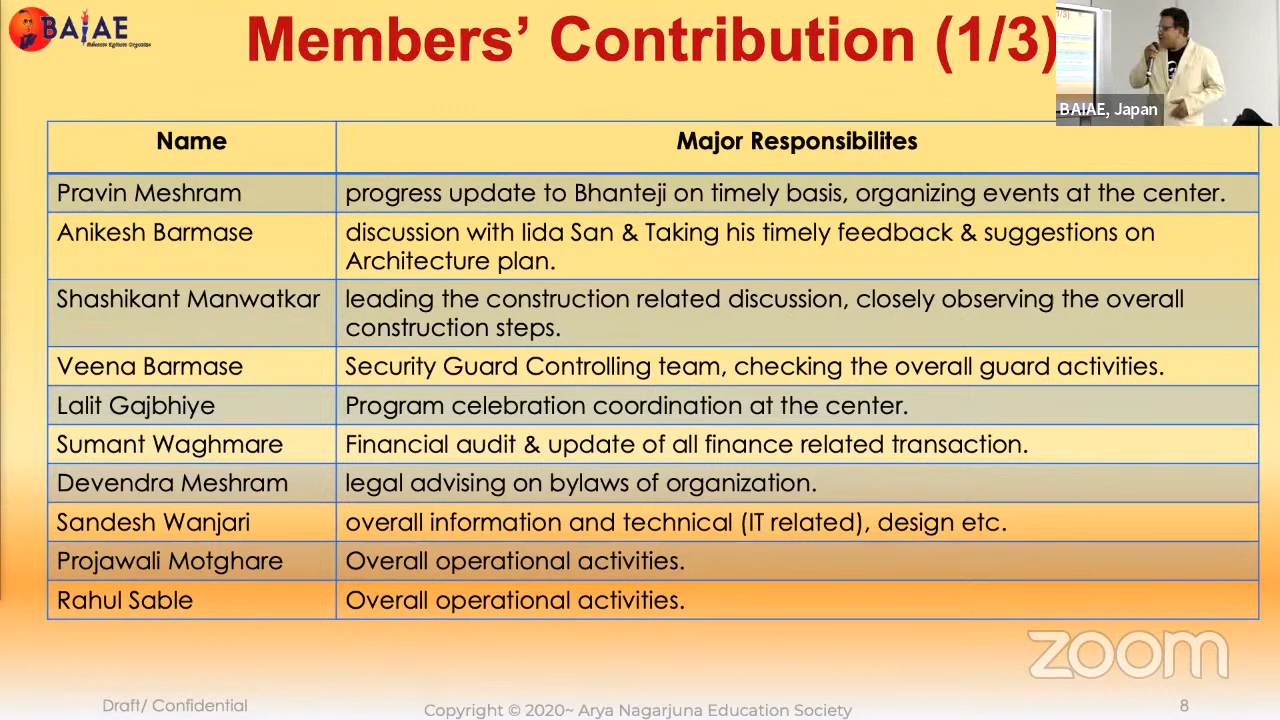 BAIAE
Members’ Contribution (1/3)
BAIAE, Japan
Name
Major Responsibilites
Pravin Meshram
progress update to Bhanteji on timely basis, organizing events at the center.
Anikesh Barmase
discussion with Iida San & Taking his timely feedback & suggestions on
Architecture plan.
Shashikant Manwatkar
leading the construction related discussion, closely observing the overall
construction steps.
Veena Barmase
Security Guard Controlling team, checking the overall guard activities.
Lalit Gajbhiye
Program celebration coordination at the center.
Sumant Waghmare
Financial audit & update of all finance related transaction.
Devendra Meshram
legal advising on bylaws of organization.
Sandesh Wanjari
overall information and technical (IT related), design etc.
Projawali Motghare
Overall operational activities.
Rahul Sable
Overall operational activities.
zoom
Draft/ Confidential
Copyright © 2020~ Arya Nagarjuna Education Society
8